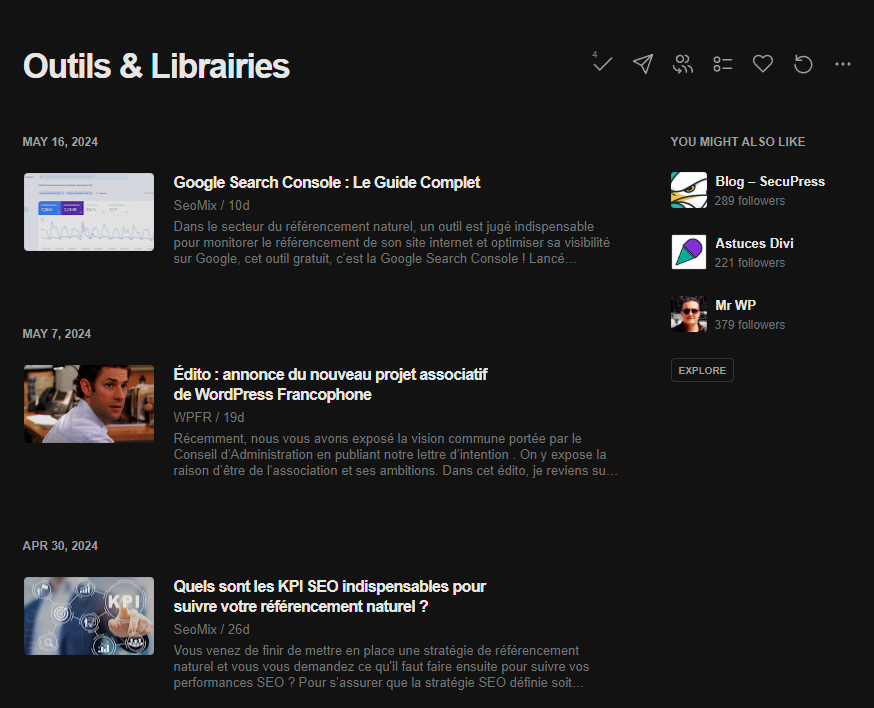 Outils & Librairies
4
MAY 16, 2024
Google Search Console : Le Guide Complet
SeoMix / 10d
Dans le secteur du référencement naturel, un outil est jugé indispensable
pour monitorer le référencement de son site internet et optimiser sa visibilité
sur Google, cet outil gratuit, c’est la Google Search Console ! Lancé…
MAY 7, 2024
Édito : annonce du nouveau projet associatif
de WordPress Francophone
WPFR / 19d
Récemment, nous vous avons exposé la vision commune portée par le
Conseil d’Administration en publiant notre lettre d’intention . On y expose la
raison d’être de l’association et ses ambitions. Dans cet édito, je reviens su…
APR 30, 2024
KPI
Quels sont les KPI SEO indispensables pour
suivre votre référencement naturel ?
SeoMix / 26d
Vous venez de finir de mettre en place une stratégie de référencement
naturel et vous vous demandez ce qu'il faut faire ensuite pour suivre vos
performances SEO ? Pour s’assurer que la stratégie SEO définie soit…
YOU MIGHT ALSO LIKE
Blog – SecuPress
289 followers
Astuces Divi
221 followers
Mr WP
379 followers
EXPLORE